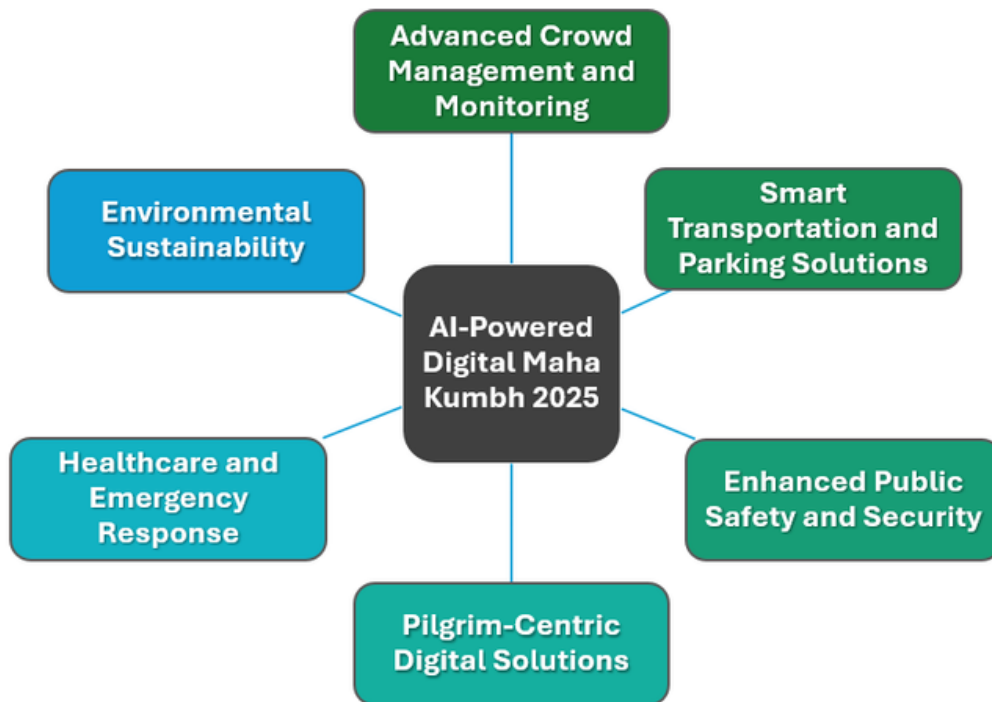 Advanced Crowd
Management and
Monitoring
Environmental
Sustainability
Smart
Transportation and
Parking Solutions
AI-Powered
Digital Maha
Kumbh 2025
Healthcare and
Emergency
Response
Enhanced Public
Safety and Security
Pilgrim-Centric
Digital Solutions